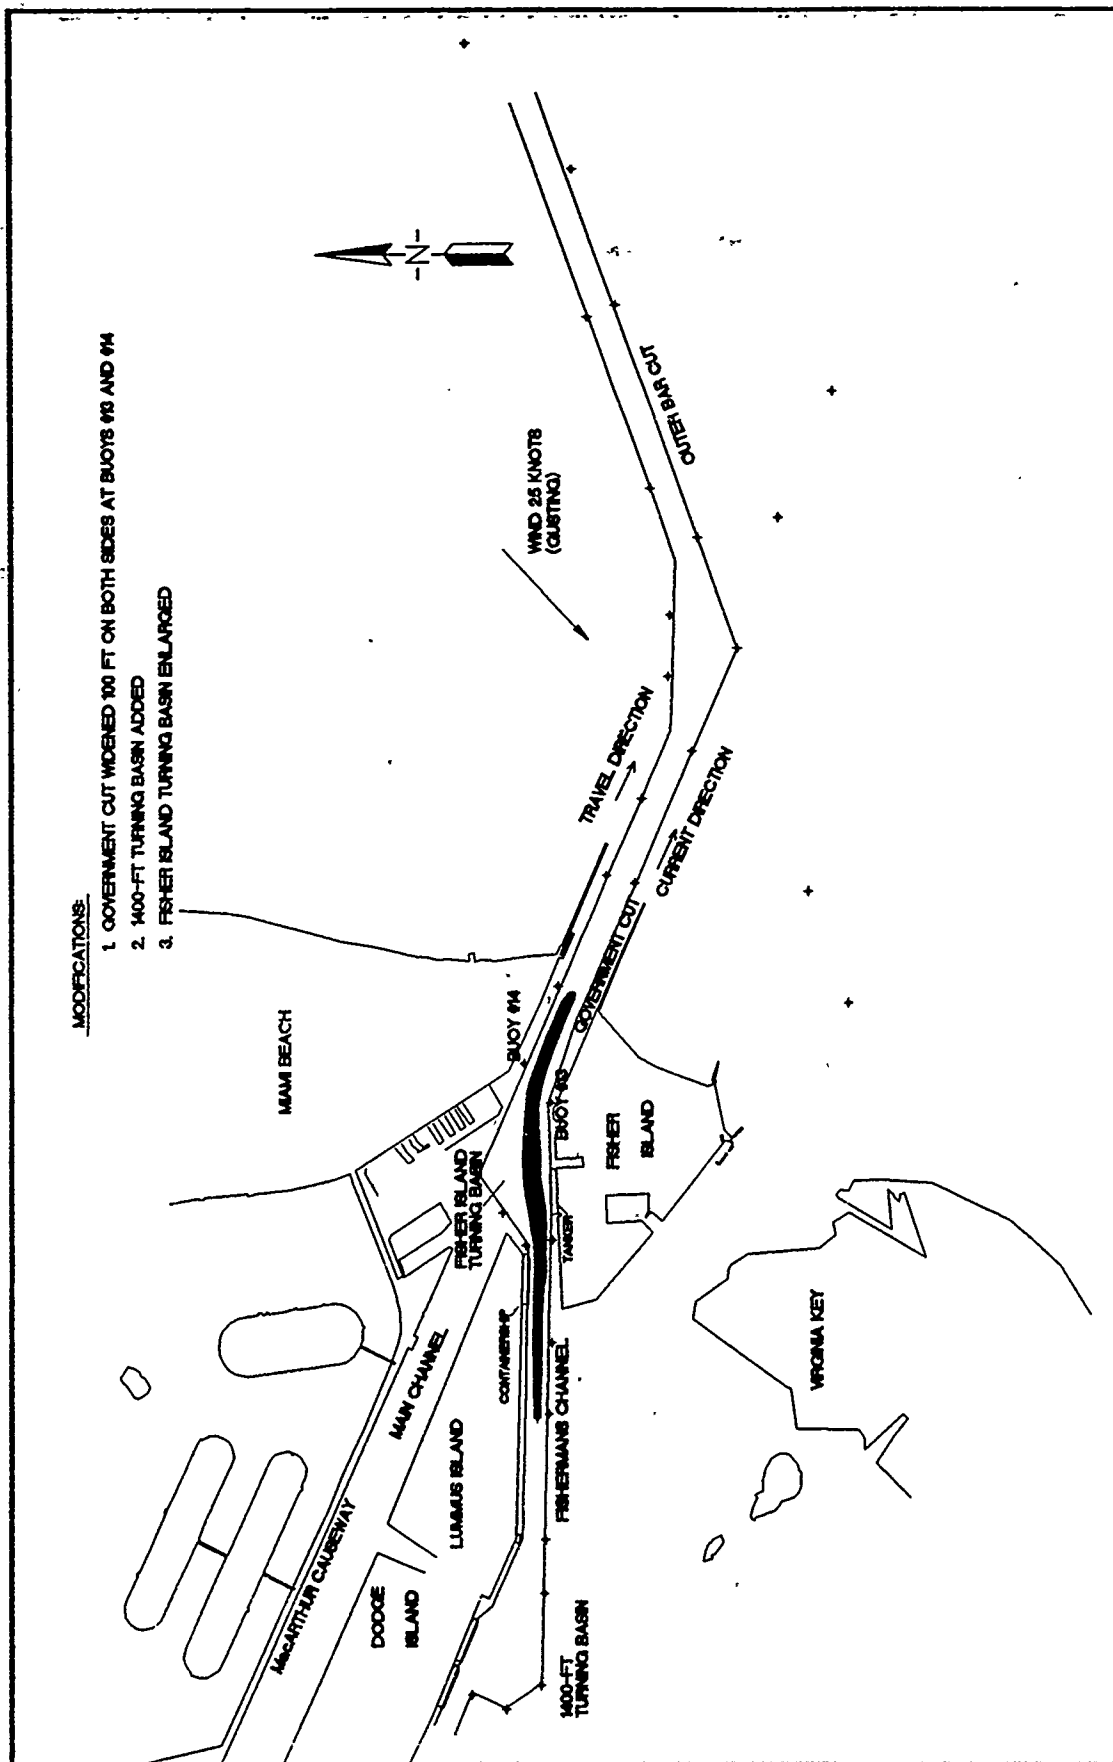 MODIFICATIONS:
1. GOVERNMENT CUT WIDENED 100 FT ON BOTH SIDES AT BUOYS #13 AND #14
2. 1400-FT TURNING BASIN ADDED
3. FISHER ISLAND TURNING BASIN ENLARGED
-N-
MIAMI BEACH
WIND 25 KNOTS
(GUSTING)
OUTER BAR CUT
TRAVEL DIRECTION
CURRENT DIRECTION
GOVERNMENT CUT
BUOY #14
BUOY #13
FISHER ISLAND
TURNING BASIN
FISHER
ISLAND
TANKER
CONTAINERSHIP
MAIN CHANNEL
MacARTHUR CAUSEWAY
LUMMUS ISLAND
FISHERMANS CHANNEL
DODGE
ISLAND
1400-FT
TURNING BASIN
VIRGINIA KEY